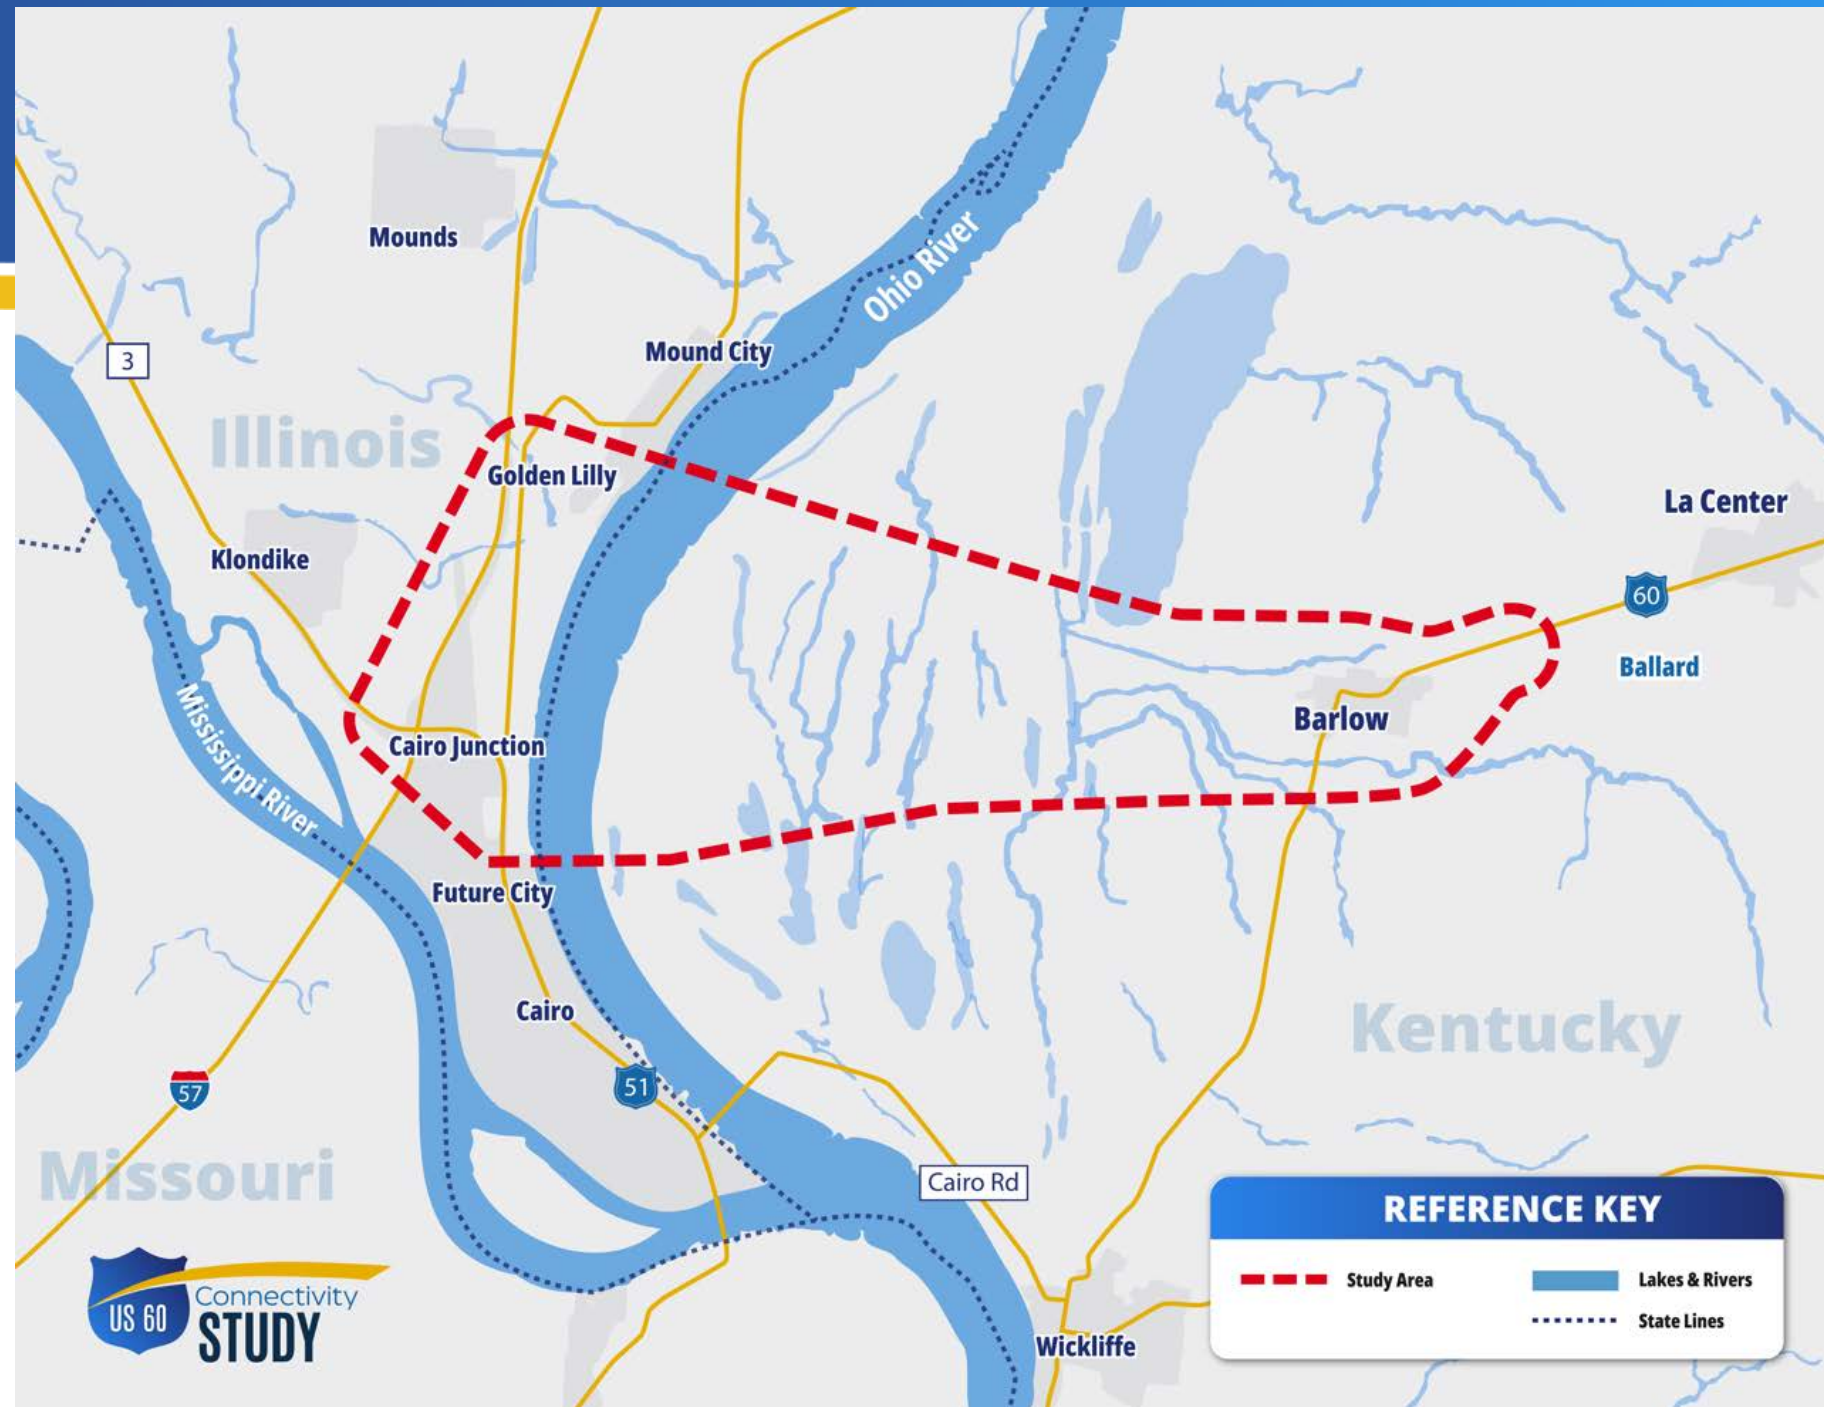 Mounds
Ohio River
Mound City
3
Illinois
Golden Lilly
La Center
Klondike
60
Ballard
Mississippi River
Barlow
Cairo Junction
Future City
Cairo
Kentucky
51
57
Missouri
Cairo Rd
REFERENCE KEY
Study Area
Lakes & Rivers
State Lines
US 60
Connectivity
STUDY
Wickliffe